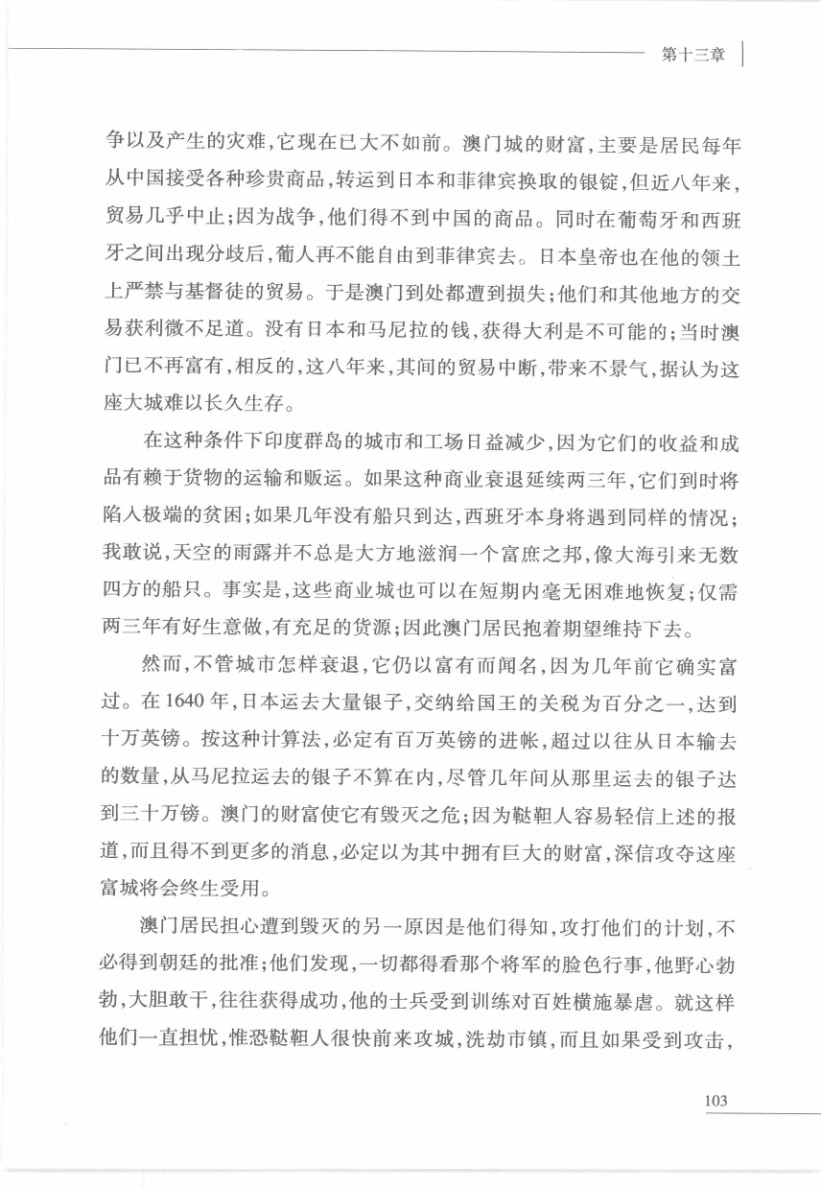 第十三章
争以及产生的灾难,它现在已大不如前。澳门城的财富,主要是居民每年
从中国接受各种珍贵商品,转运到日本和菲律宾换取的银锭,但近八年来,
贸易几乎中止;因为战争,他们得不到中国的商品。同时在葡萄牙和西班
牙之间出现分歧后,葡人再不能自由到菲律宾去。日本皇帝也在他的领土
上严禁与基督徒的贸易。于是澳门到处都遭到损失;他们和其他地方的交
易获利微不足道。没有日本和马尼拉的钱,获得大利是不可能的;当时澳
门已不再富有,相反的,这八年来,其间的贸易中断,带来不景气,据认为这
座大城难以长久生存。
在这种条件下印度群岛的城市和工场日益减少,因为它们的收益和成
品有赖于货物的运输和贩运。如果这种商业衰退延续两三年,它们到时将
陷入极端的贫困;如果几年没有船只到达,西班牙本身将遇到同样的情况;
我敢说,天空的雨露并不总是大方地滋润一个富庶之邦,像大海引来无数
四方的船只。事实是,这些商业城也可以在短期内毫无困难地恢复;仅需
两三年有好生意做,有充足的货源;因此澳门居民抱着期望维持下去。
然而,不管城市怎样衰退,它仍以富有而闻名,因为几年前它确实富
过。在1640年,日本运去大量银子,交纳给国王的关税为百分之一,达到
十万英镑。按这种计算法,必定有百万英镑的进帐,超过以往从日本输去
的数量,从马尼拉运去的银子不算在内,尽管几年间从那里运去的银子达
到三十万镑。澳门的财富使它有毁灭之危;因为鞑靼人容易轻信上述的报
道,而且得不到更多的消息,必定以为其中拥有巨大的财富,深信攻夺这座
富城将会终生受用。
澳门居民担心遭到毁灭的另一原因是他们得知,攻打他们的计划,不
必得到朝廷的批准;他们发现,一切都得看那个将军的脸色行事,他野心勃
勃,大胆敢干,往往获得成功,他的士兵受到训练对百姓横施暴虐。就这样
他们一直担忧,惟恐鞑靼人很快前来攻城,洗劫市镇,而且如果受到攻击,
103